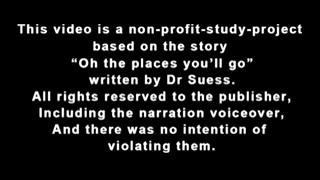 This video is a non-profit-study-project
based on the story
“Oh the places you’ll go”
written by Dr Suess.
All rights reserved to the publisher,
Including the narration voiceover,
And there was no intention of
violating them.